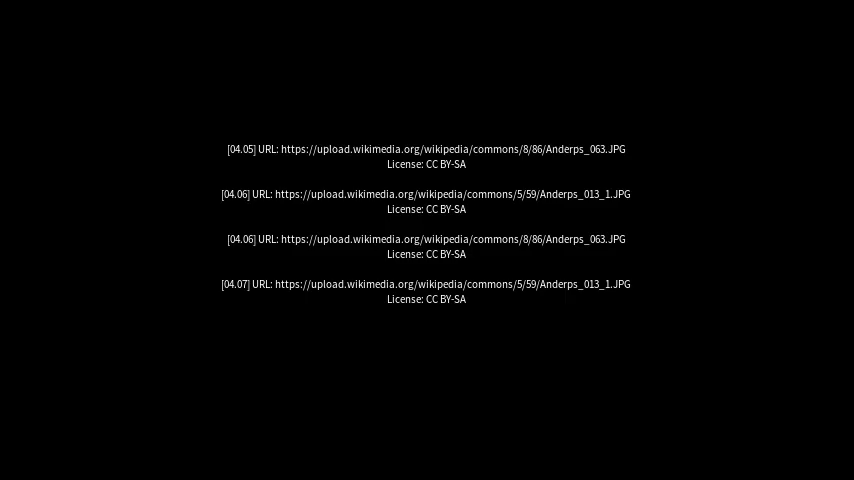 [04.05] URL: https://upload.wikimedia.org/wikipedia/commons/8/86/Anderps_063.JPG
License: CC BY-SA
[04.06] URL: https://upload.wikimedia.org/wikipedia/commons/5/59/Anderps_013_1.JPG
License: CC BY-SA
[04.06] URL: https://upload.wikimedia.org/wikipedia/commons/8/86/Anderps_063.JPG
License: CC BY-SA
[04.07] URL: https://upload.wikimedia.org/wikipedia/commons/5/59/Anderps_013_1.JPG
License: CC BY-SA